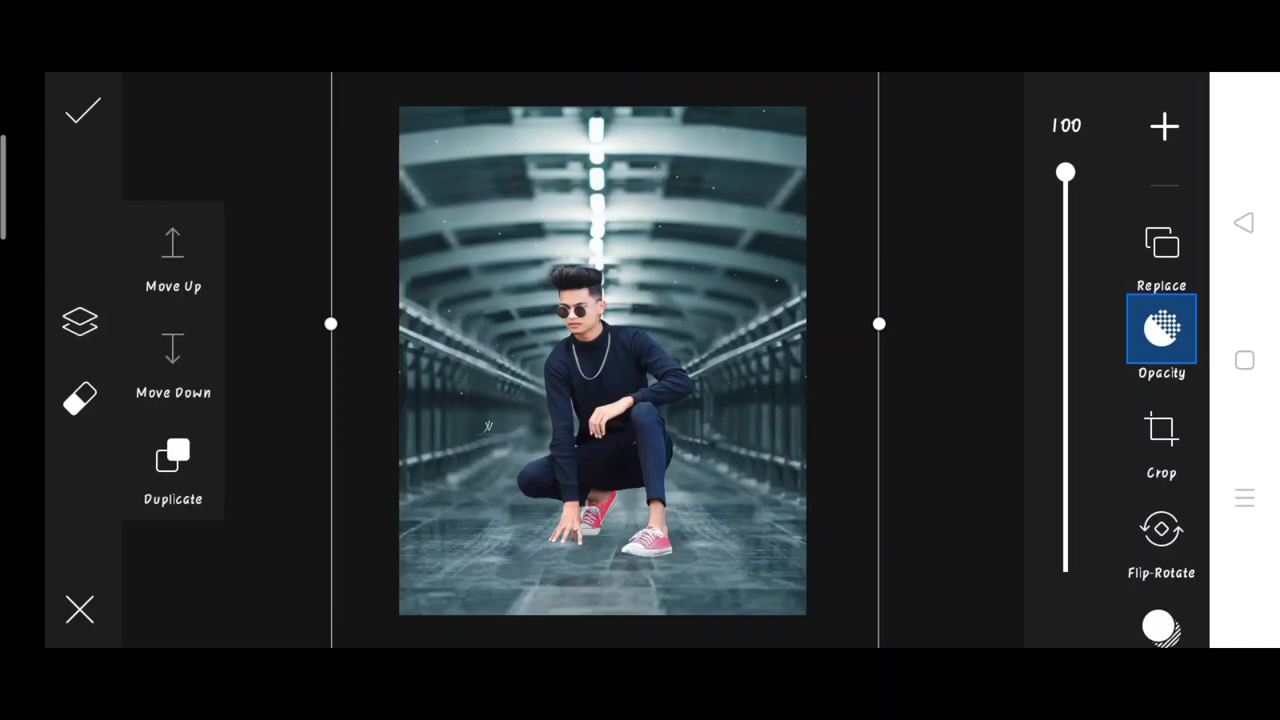 100
Move Up
Replace
Opacity
Move Down
Crop
Duplicate
Flip-Rotate